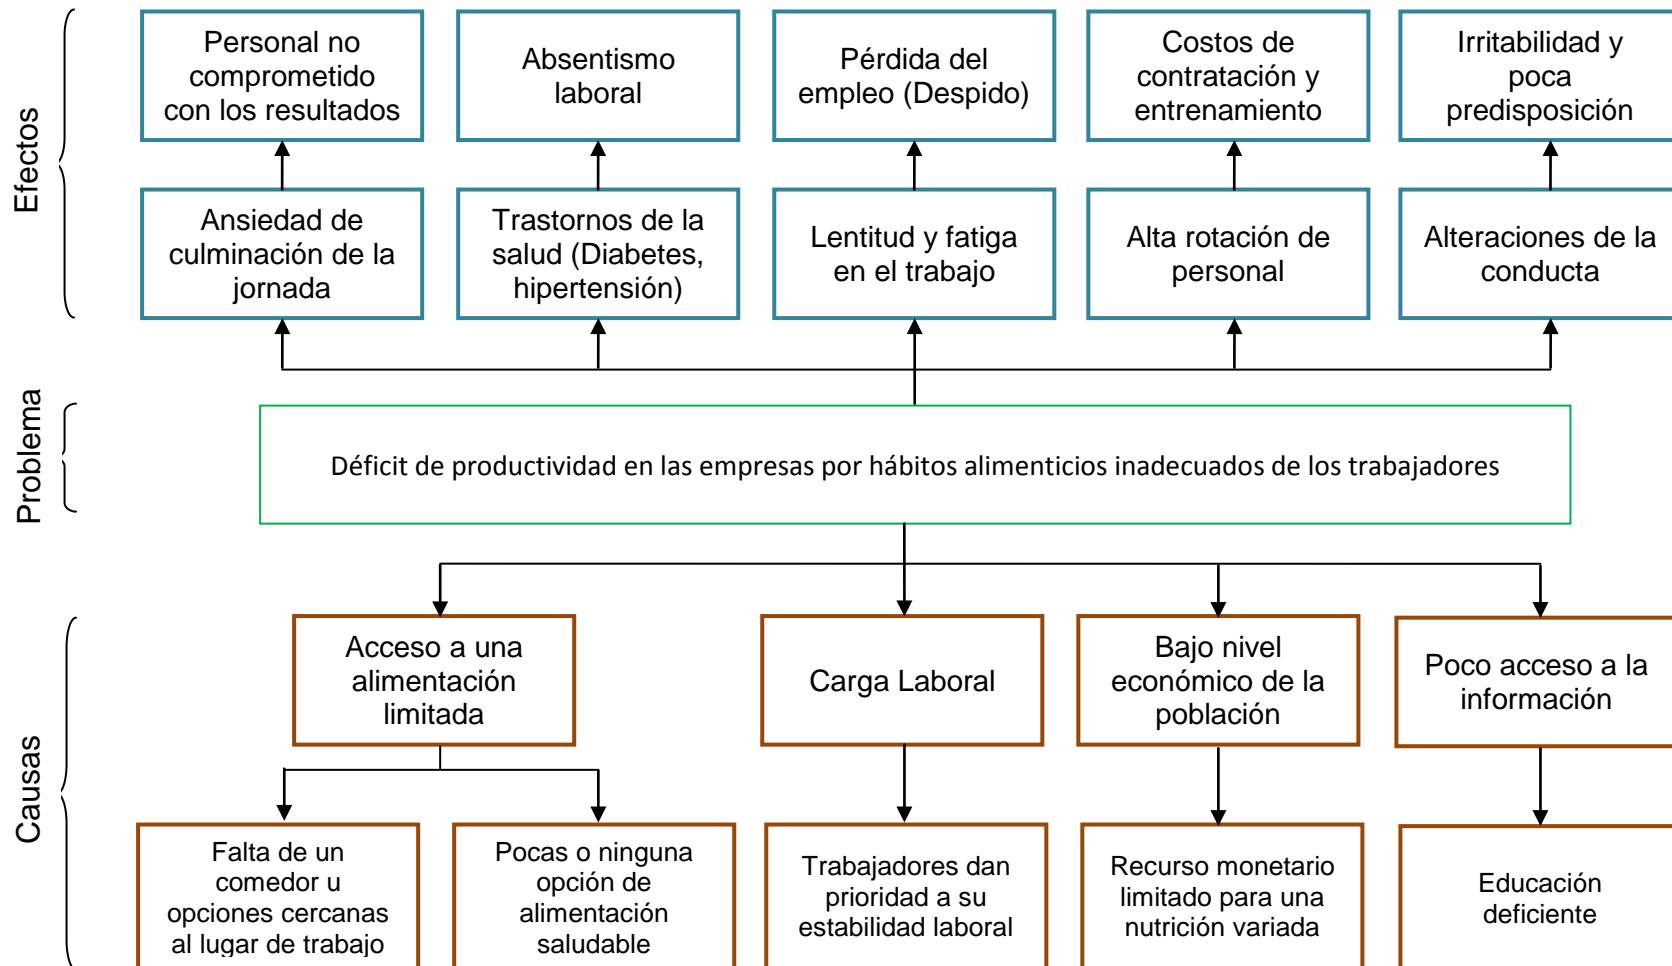 Efectos
Personal no
comprometido
con los resultados
Absentismo
laboral
Pérdida del
empleo (Despido)
Costos de
contratación y
entrenamiento
Irritabilidad y
poca
predisposición
Ansiedad de
culminación de la
jornada
Trastornos de la
salud (Diabetes,
hipertensión)
Lentitud y fatiga
en el trabajo
Alta rotación de
personal
Alteraciones de la
conducta
Problema
Déficit de productividad en las empresas por hábitos alimenticios inadecuados de los trabajadores
Causas
Acceso a una
alimentación
limitada
Carga Laboral
Bajo nivel
económico de la
población
Poco acceso a la
información
Falta de un
comedor u
opciones cercanas
al lugar de trabajo
Pocas o ninguna
opción de
alimentación
saludable
Trabajadores dan
prioridad a su
estabilidad laboral
Recurso monetario
limitado para una
nutrición variada
Educación
deficiente